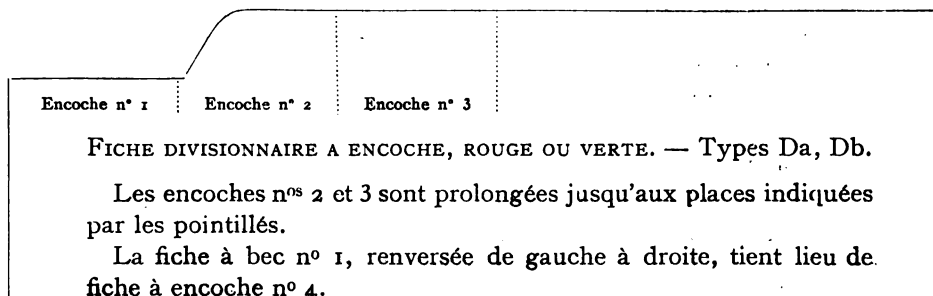 Encoche n° 1 Encoche n° 2 Encoche n° 3
FICHE DIVISIONNAIRE A ENCOCHE, ROUGE OU VERTE. — Types Da, Db.
Les encoches nos 2 et 3 sont prolongées jusqu'aux places indiquées
par les pointillés.
La fiche à bec no 1, renversée de gauche à droite, tient lieu de
fiche à encoche no 4.